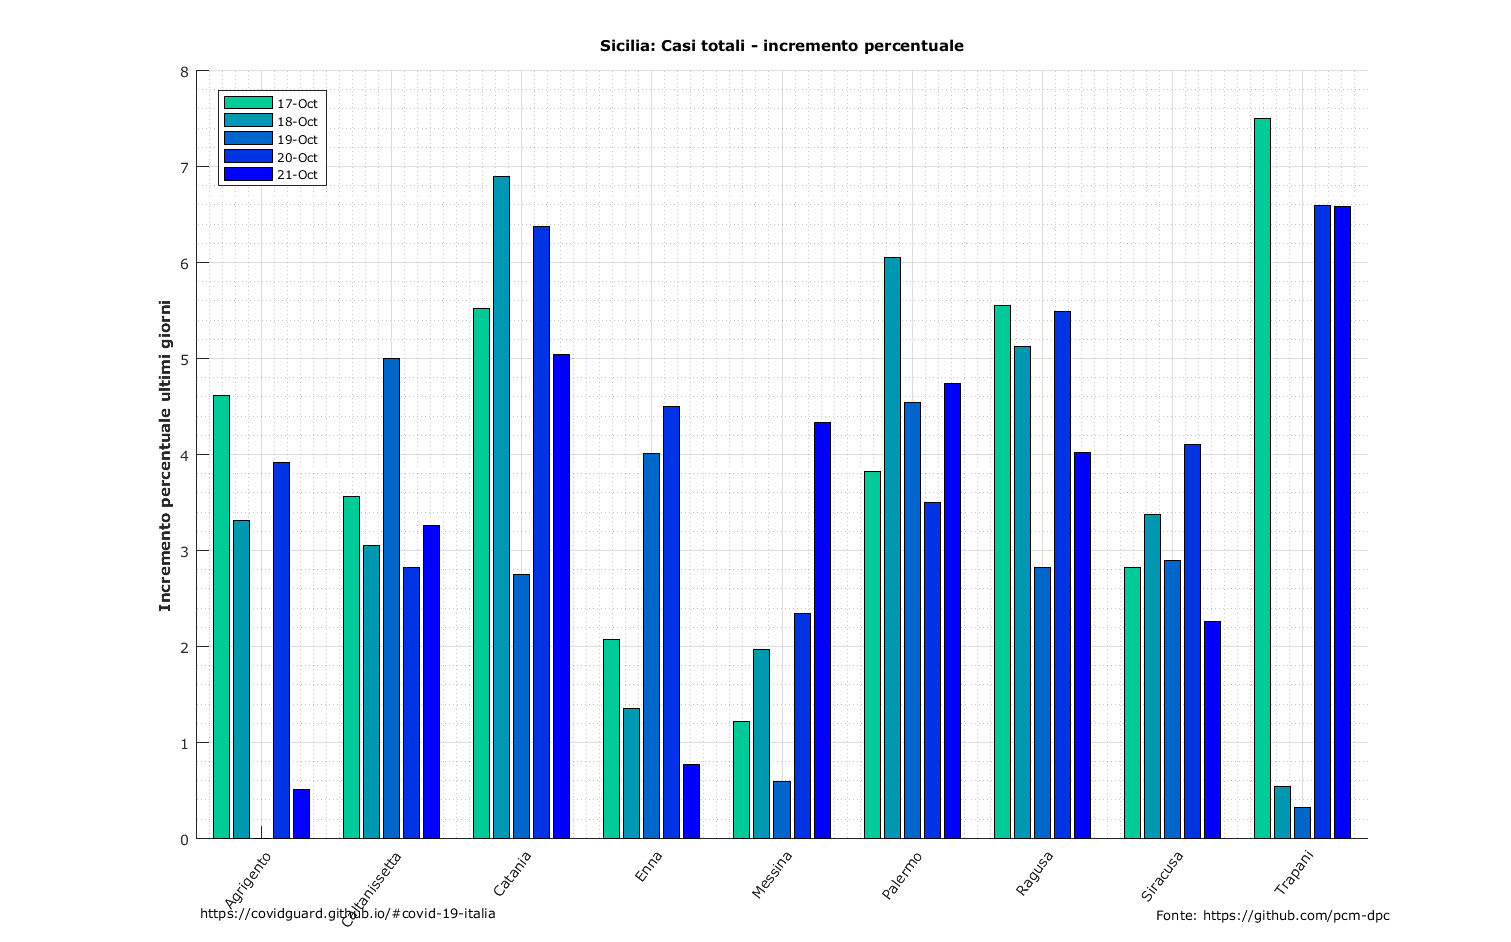 Sicilia: Casi totali - incremento percentuale
8
7
6
5
4
3
2
1
0
Incremento percentuale ultimi giorni
17-Oct
18-Oct
19-Oct
20-Oct
21-Oct
Agrigento
Caltanissetta
Catania
Enna
Messina
Palermo
Ragusa
Siracusa
Trapani
https://covidguard.github.io/#covid-19-italia
Fonte: https://github.com/pcm-dpc